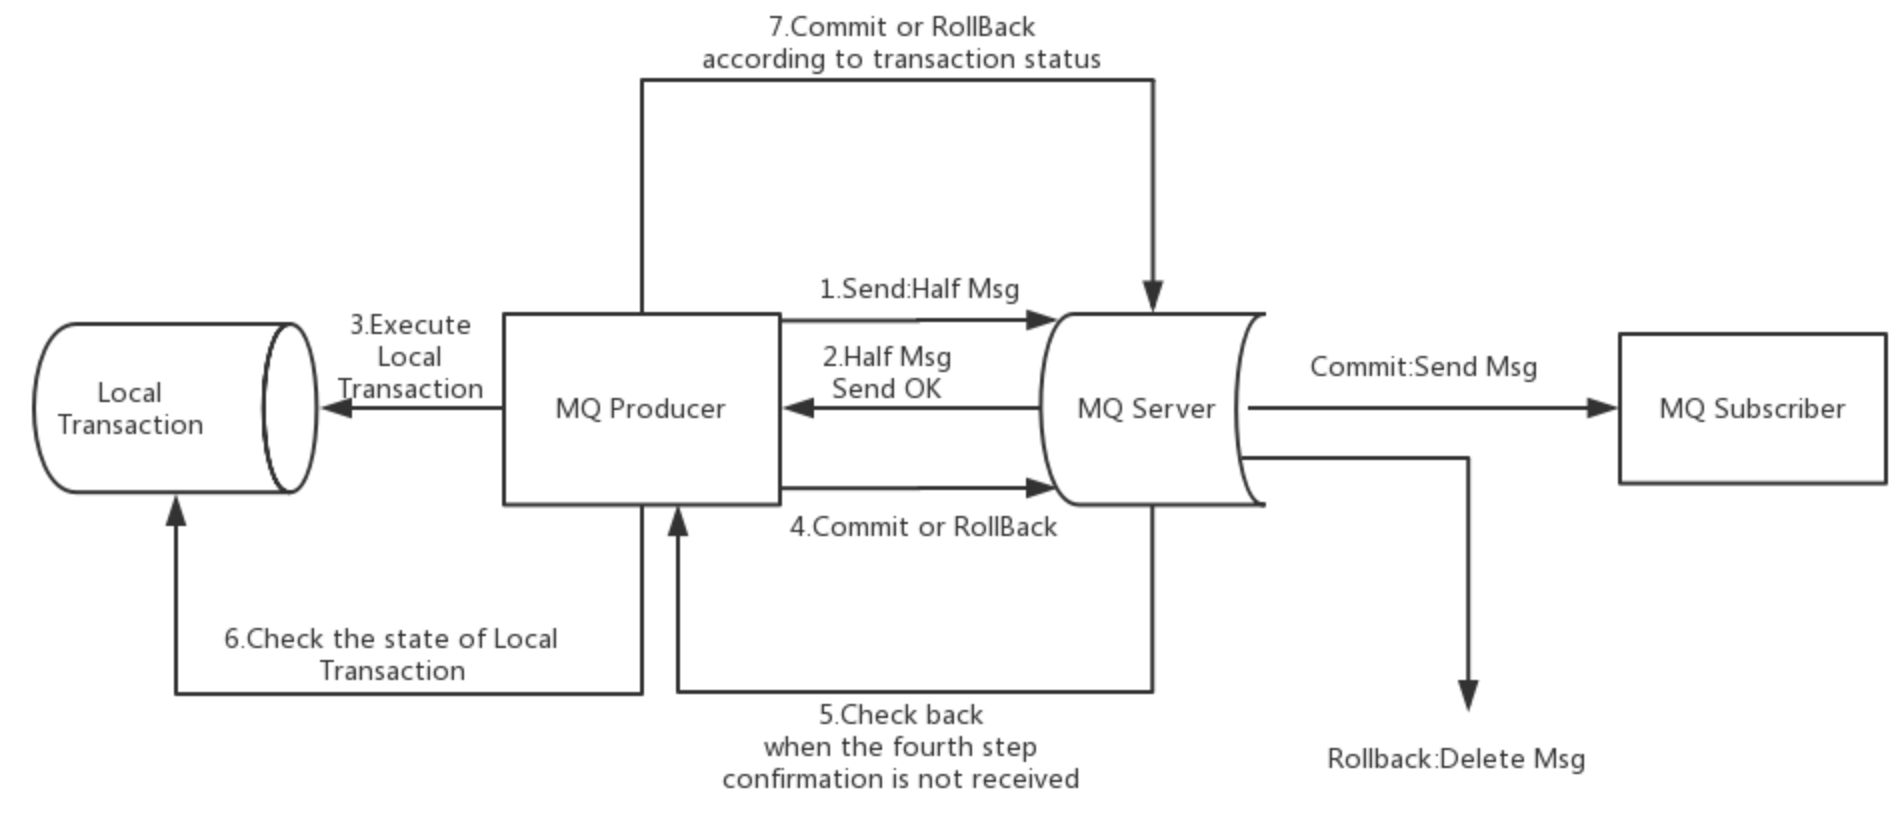 7.Commit or RollBack
according to transaction status
1.Send:Half Msg
3.Execute
Local
Transaction
2.Half Msg
Send OK
Commit:Send Msg
Local
Transaction
MQ Producer
MQ Server
MQ Subscriber
4.Commit or RollBack
6.Check the state of Local
Transaction
5.Check back
when the fourth step
confirmation is not received
Rollback:Delete Msg